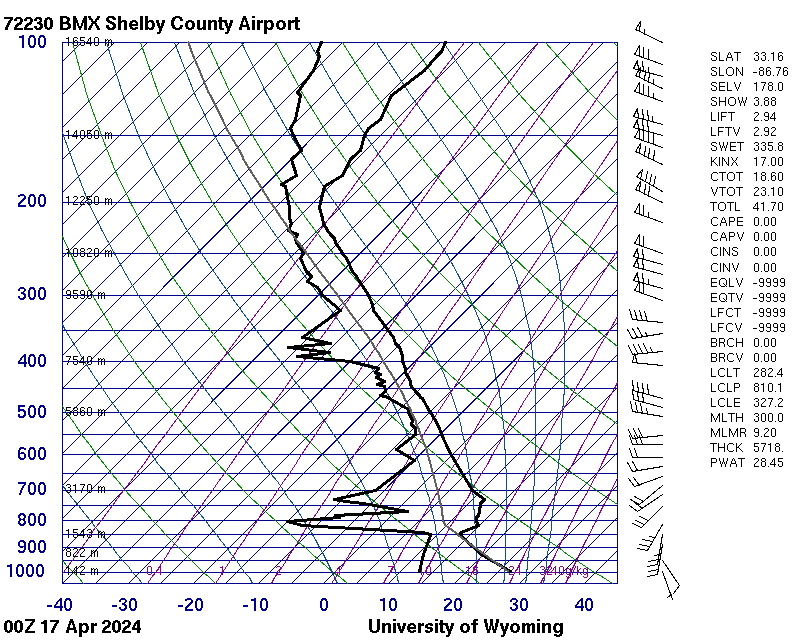 72230 BMX Shelby County Airport
100 16540 m
14050 m
200 12250 m
10620 m
300 9590 m
400 7540 m
500 5860 m
600
700 3170 m
800
1543 m
900
822 m
1000 142 m 0.4 1 2 4 7 10 16 24 32 40g/kg
-40 -30 -20 -10 0 10 20 30 40
00Z 17 Apr 2024 University of Wyoming
SLAT 33.16
SLON -86.76
SELV 178.0
SHOW 3.88
LIFT 2.94
LFTV 2.92
SWET 335.8
KINX 17.00
CTOT 18.60
VTOT 23.10
TOTL 41.70
CAPE 0.00
CAPV 0.00
CINS 0.00
CINV 0.00
EQLV -9999
EQTV -9999
LFCT -9999
LFCV -9999
BRCH 0.00
BRCV 0.00
LCLT 282.4
LCLP 810.1
LCLE 327.2
MLTH 300.0
MLMR 9.20
THCK 5718.
PWAT 28.45